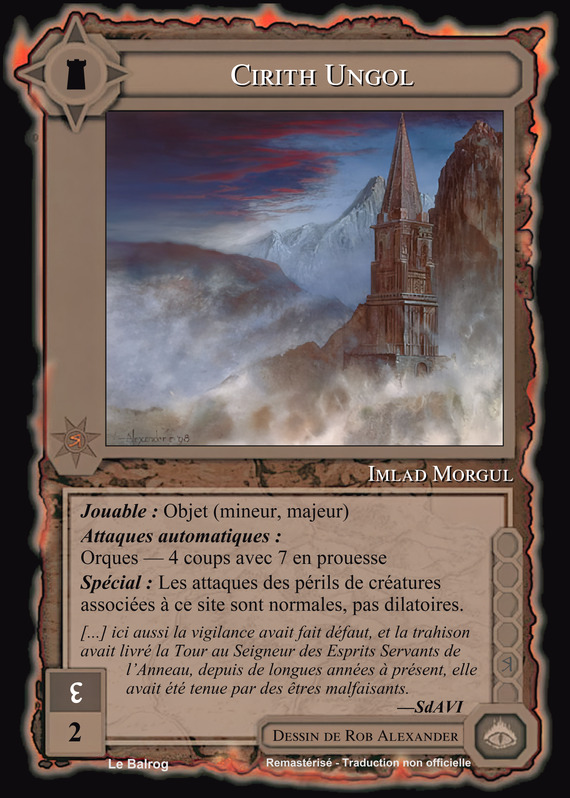 Cirith Ungol
Imlad Morgul
Jouable : Objet (mineur, majeur)
Attaques automatiques :
Orques — 4 coups avec 7 en prouesse
Spécial : Les attaques des périls de créatures
associées à ce site sont normales, pas dilatoires.
[...] ici aussi la vigilance avait fait défaut, et la trahison
avait livré la Tour au Seigneur des Esprits Servants de
l'Anneau, depuis de longues années à présent, elle
avait été tenue par des êtres malfaisants.
—SdAVI
2
Dessin de Rob Alexander
Le Balrog
Remastérisé - Traduction non officielle